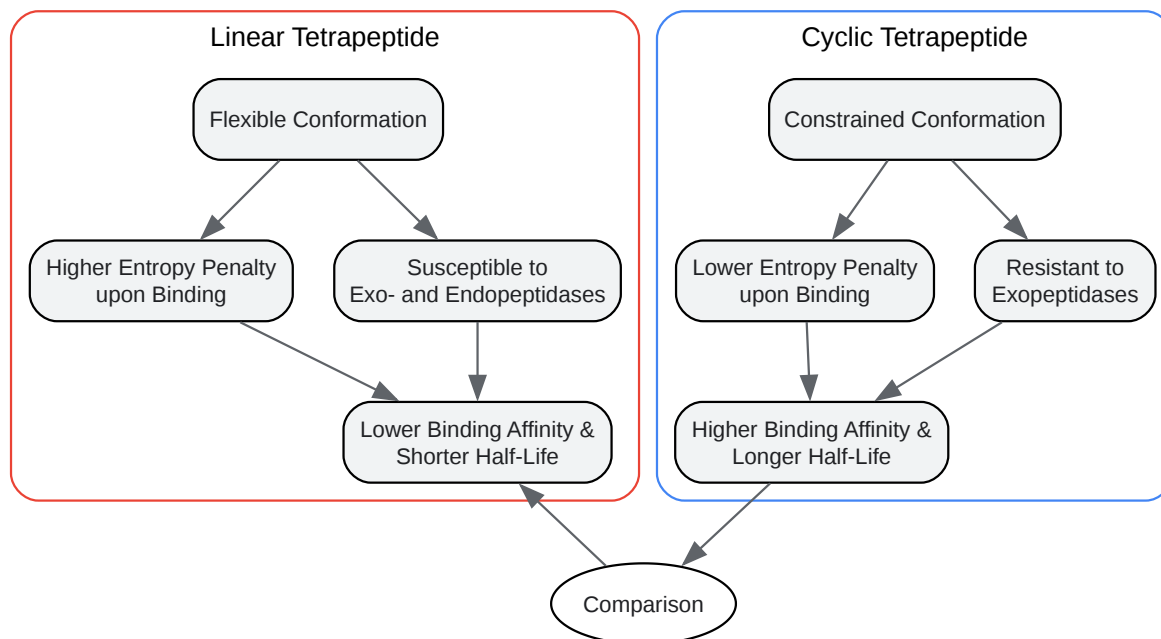 Linear Tetrapeptide
Flexible Conformation
Higher Entropy Penalty
upon Binding
Susceptible to
Exo- and Endopeptidases
Lower Binding Affinity &
Shorter Half-Life
Cyclic Tetrapeptide
Constrained Conformation
Lower Entropy Penalty
upon Binding
Resistant to
Exopeptidases
Higher Binding Affinity &
Longer Half-Life
Comparison